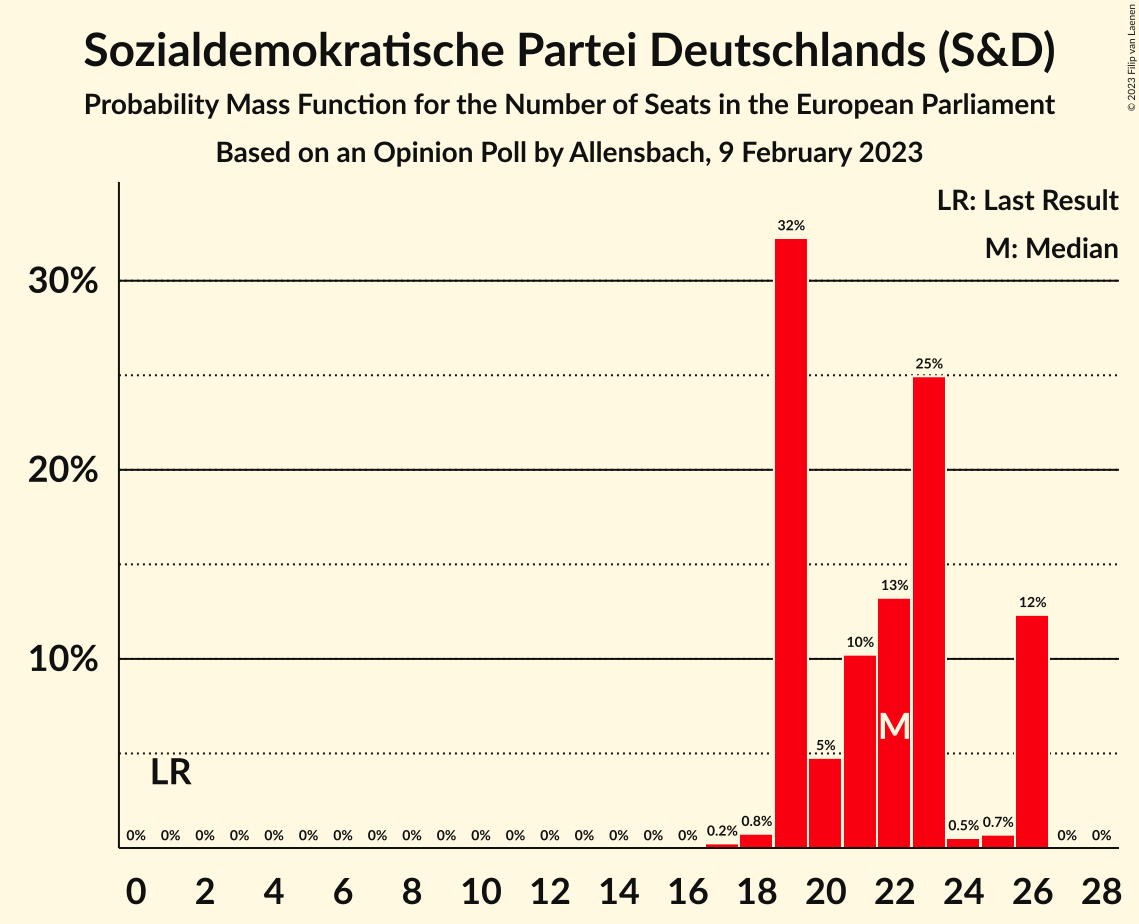 Sozialdemokratische Partei Deutschlands (S&D)
Probability Mass Function for the Number of Seats in the European Parliament
Based on an Opinion Poll by Allensbach, 9 February 2023
© 2023 Filip van Laenen
LR: Last Result
M: Median
32%
30%
25%
20%
13%
12%
10%
10%
M
5%
LR
0% 0% 0% 0% 0% 0% 0% 0% 0% 0% 0% 0% 0% 0% 0% 0% 0% 0.2% 0.8% 0.5% 0.7% 0% 0%
0 2 4 6 8 10 12 14 16 18 20 22 24 26 28